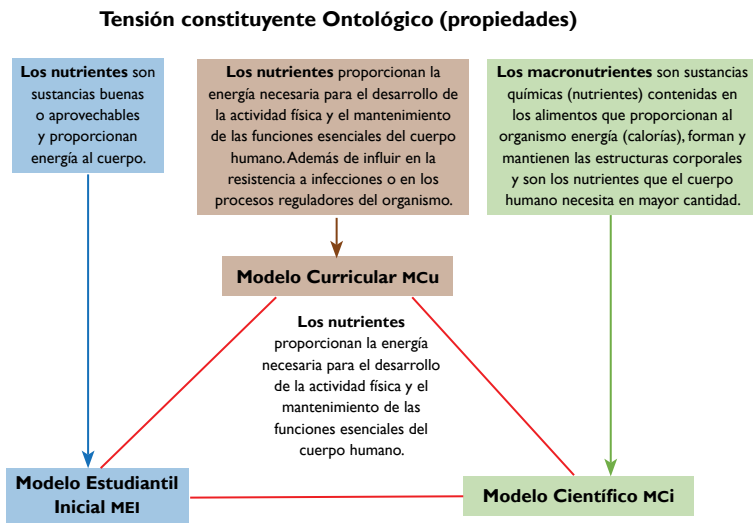 Tensión constituyente Ontológico (propiedades)
Los nutrientes son
sustancias buenas
o aprovechables
y proporcionan
energía al cuerpo.
Los nutrientes proporcionan la
energía necesaria para el desarrollo de
la actividad física y el mantenimiento
de las funciones esenciales del cuerpo
humano. Además de influir en la
resistencia a infecciones o en los
procesos reguladores del organismo.
Los macronutrientes son sustancias
químicas (nutrientes) contenidas en
los alimentos que proporcionan al
organismo energía (calorías), forman y
mantienen las estructuras corporales
y son los nutrientes que el cuerpo
humano necesita en mayor cantidad.
Modelo Curricular MCu
Los nutrientes
proporcionan la energía
necesaria para el desarrollo
de la actividad física y el
mantenimiento de las
funciones esenciales del
cuerpo humano.
Modelo Estudiantil
Inicial MEI
Modelo Científico MCi